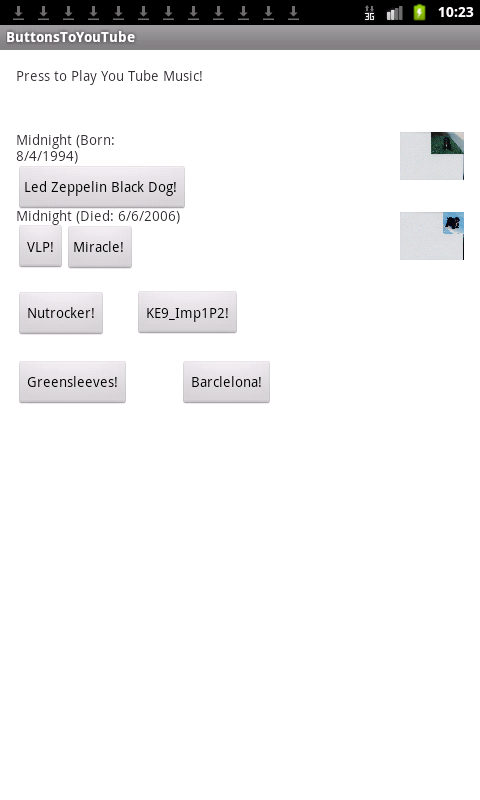 3G 10:23
ButtonsToYouTube
Press to Play You Tube Music!
Midnight (Born:
8/4/1994)
Led Zeppelin Black Dog!
Midnight (Died: 6/6/2006)
VLP! Miracle!
Nutrocker! KE9_Imp1P2!
Greensleeves! Barclelona!